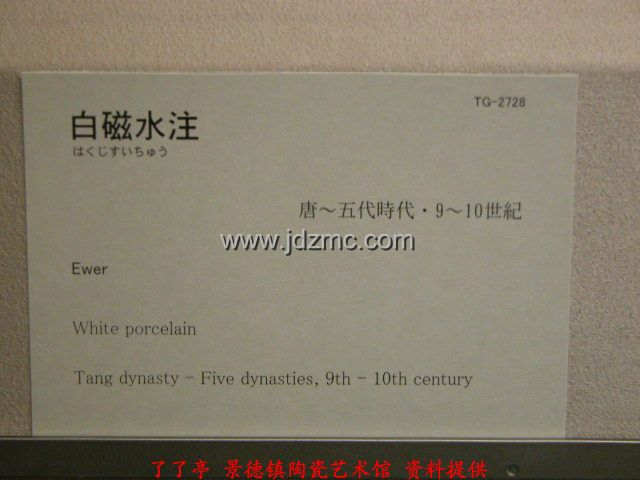 TG-2728
白磁水注
はくじすいちゅう
唐～五代時代・9～10世紀
www.jdzmc.com
Ewer
White porcelain
Tang dynasty - Five dynasties, 9th - 10th century
了了亭 景德镇陶瓷艺术馆 资料提供